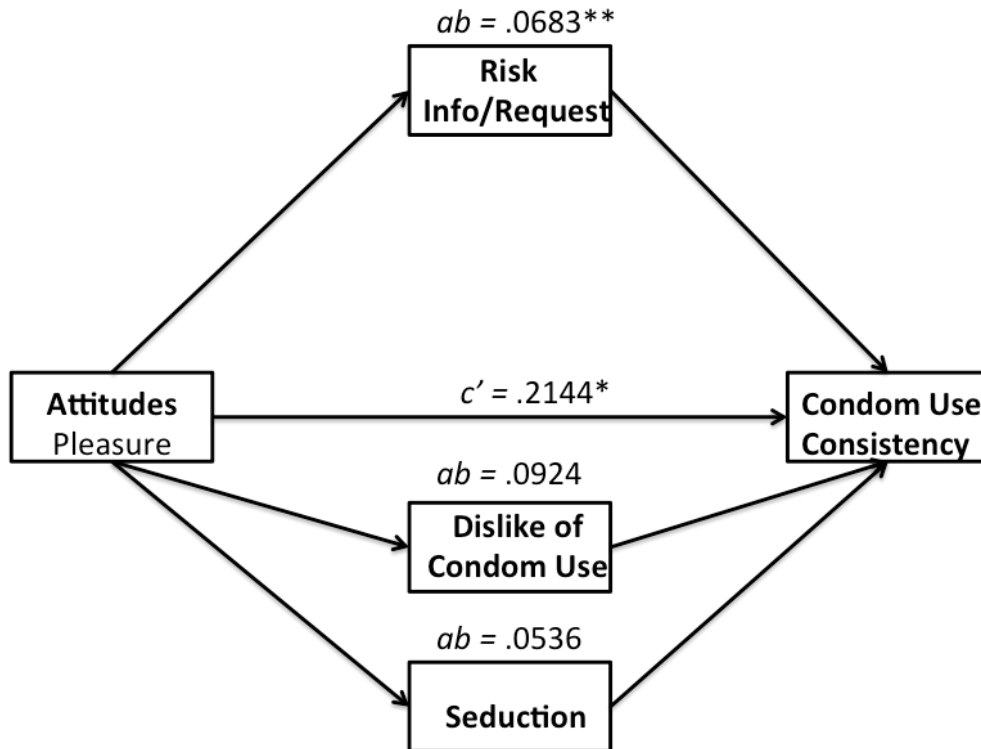 ab = .0683**
Risk
Info/Request
c’ = .2144*
Attitudes
Pleasure
Condom Use
Consistency
ab = .0924
Dislike of
Condom Use
ab = .0536
Seduction